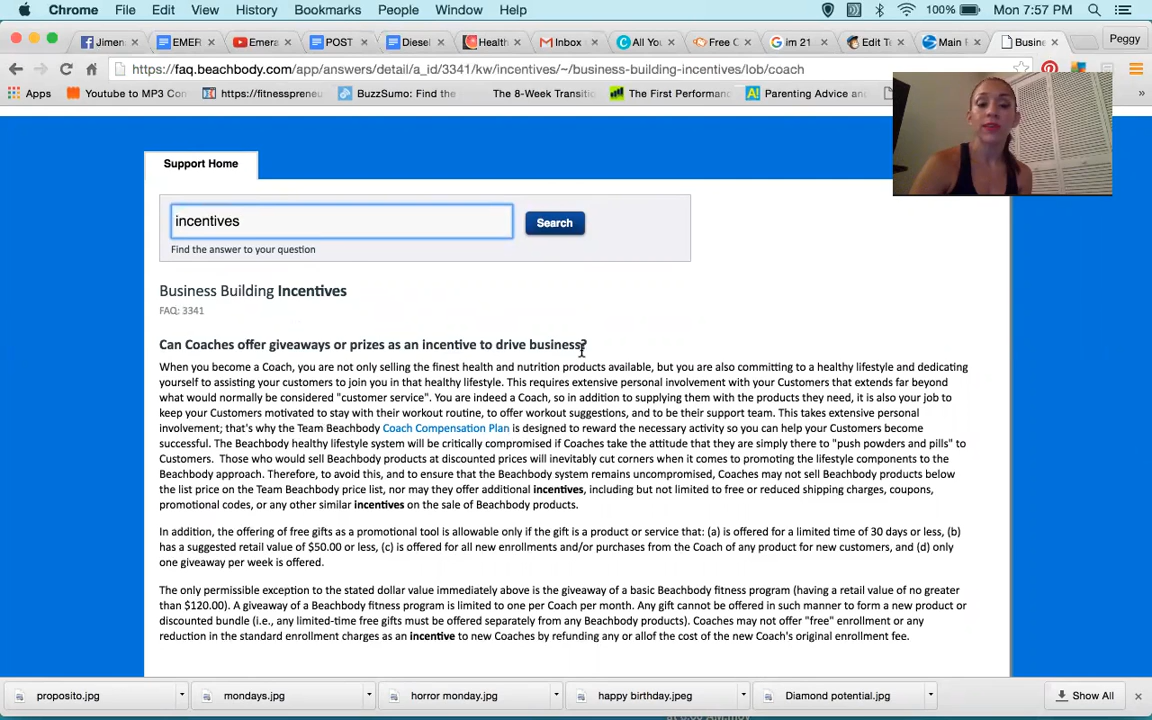 Chrome File Edit View History Bookmarks People Window Help 100% Mon 7:57 PM
Jimen EMER Emera POST Diesel Health Inbox All You Free C im 21 Edit T Main F Busine Peggy
https://faq.beachbody.com/app/answers/detail/a_id/3341/kw/incentives/~/business-building-incentives/lob/coach
Apps Youtube to MP3 Con https://fitnesspreneu BuzzSumo: Find the The 8-Week Transiti The First Performanc Parenting Advice an »
Support Home
incentives
Search
Find the answer to your question
Business Building Incentives
FAQ: 3341
Can Coaches offer giveaways or prizes as an incentive to drive business?
When you become a Coach, you are not only selling the finest health and nutrition products available, but you are also committing to a healthy lifestyle and dedicating
yourself to assisting your customers to join you in that healthy lifestyle. This requires extensive personal involvement with your Customers that extends far beyond
what would normally be considered "customer service". You are indeed a Coach, so in addition to supplying them with the products they need, it is also your job to
keep your Customers motivated to stay with their workout routine, to offer workout suggestions, and to be their support team. This takes extensive personal
involvement; that's why the Team Beachbody Coach Compensation Plan is designed to reward the necessary activity so you can help your Customers become
successful. The Beachbody healthy lifestyle system will be critically compromised if Coaches take the attitude that they are simply there to "push powders and pills" to
Customers. Those who would sell Beachbody products at discounted prices will inevitably cut corners when it comes to promoting the lifestyle components to the
Beachbody approach. Therefore, to avoid this, and to ensure that the Beachbody system remains uncompromised, Coaches may not sell Beachbody products below
the list price on the Team Beachbody price list, nor may they offer additional incentives, including but not limited to free or reduced shipping charges, coupons,
promotional codes, or any other similar incentives on the sale of Beachbody products.
In addition, the offering of free gifts as a promotional tool is allowable only if the gift is a product or service that: (a) is offered for a limited time of 30 days or less, (b)
has a suggested retail value of $50.00 or less, (c) is offered for all new enrollments and/or purchases from the Coach of any product for new customers, and (d) only
one giveaway per week is offered.
The only permissible exception to the stated dollar value immediately above is the giveaway of a basic Beachbody fitness program (having a retail value of no greater
than $120.00). A giveaway of a Beachbody fitness program is limited to one per Coach per month. Any gift cannot be offered in such manner to form a new product or
discounted bundle (i.e., any limited-time free gifts must be offered separately from any Beachbody products). Coaches may not offer "free" enrollment or any
reduction in the standard enrollment charges as an incentive to new Coaches by refunding any or allof the cost of the new Coach's original enrollment fee.
proposito.jpg mondays.jpg horror monday.jpg happy birthday.jpeg Diamond potential.jpg Show All